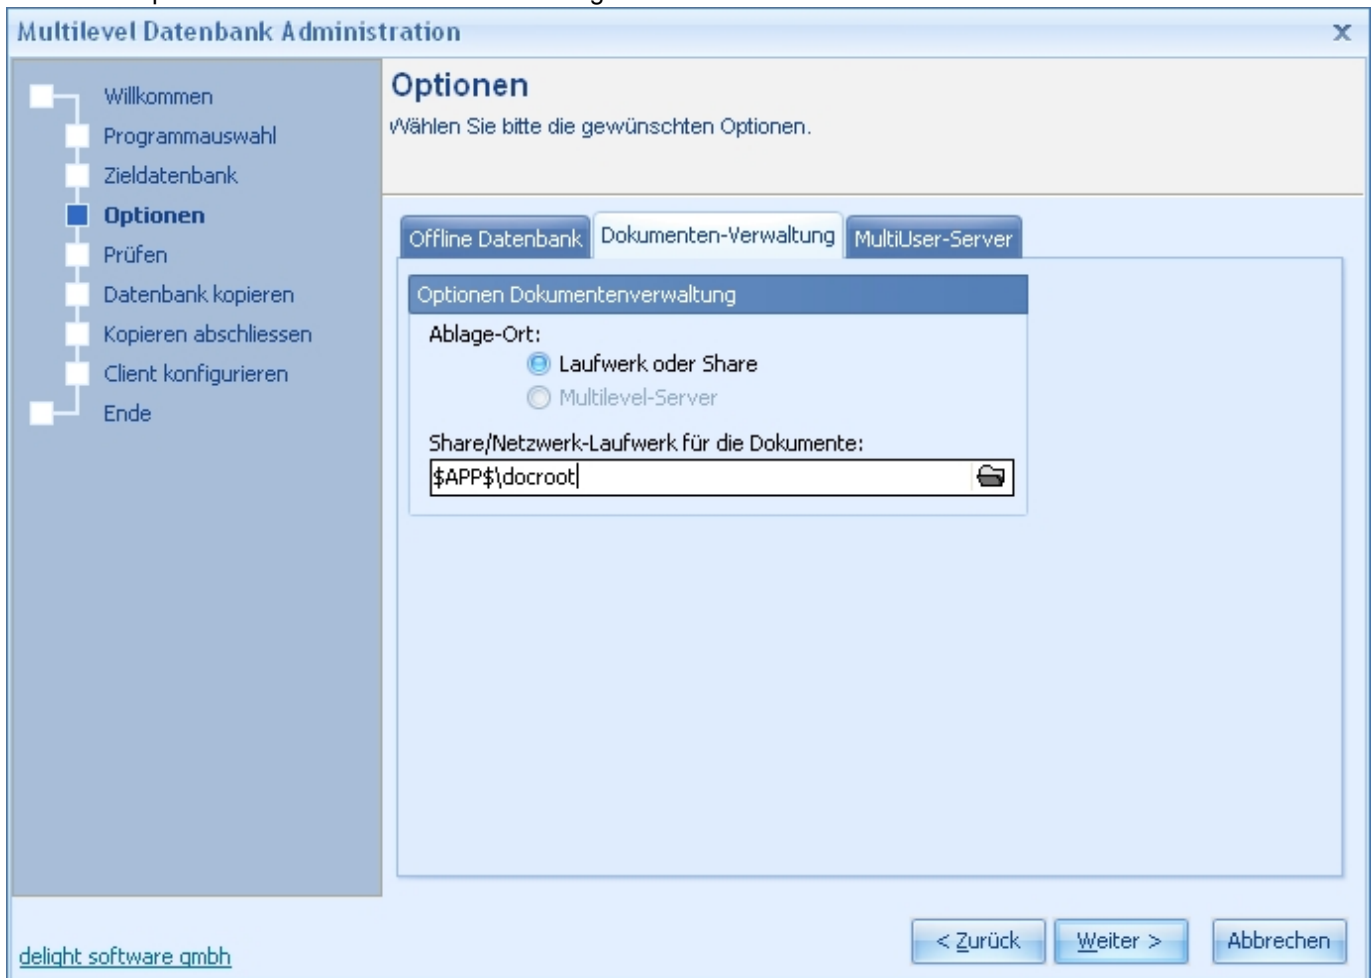 Multilevel Datenbank Administration
Willkommen
Programmauswahl
Zieldatenbank
Optionen
Prüfen
Datenbank kopieren
Kopieren abschliessen
Client konfigurieren
Ende
Optionen
Wählen Sie bitte die gewünschten Optionen.
Offline Datenbank
Dokumenten-Verwaltung
MultiUser-Server
Optionen Dokumentenverwaltung
Ablage-Ort:
Laufwerk oder Share
Multilevel-Server
Share/Netzwerk-Laufwerk für die Dokumente:
$APP$\docroot
delight software gmbh
< Zurück
Weiter >
Abbrechen